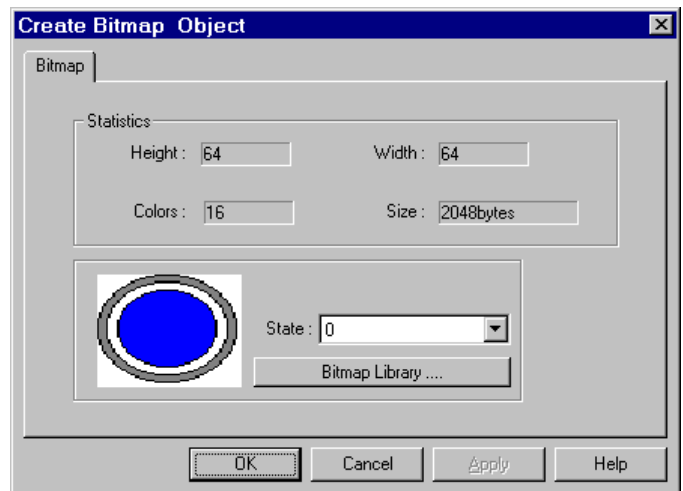 Create Bitmap  Object
Bitmap
Statistics
Height : 64 Width : 64
Colors : 16 Size : 2048bytes
State : 0
Bitmap Library ....
OK Cancel Apply Help